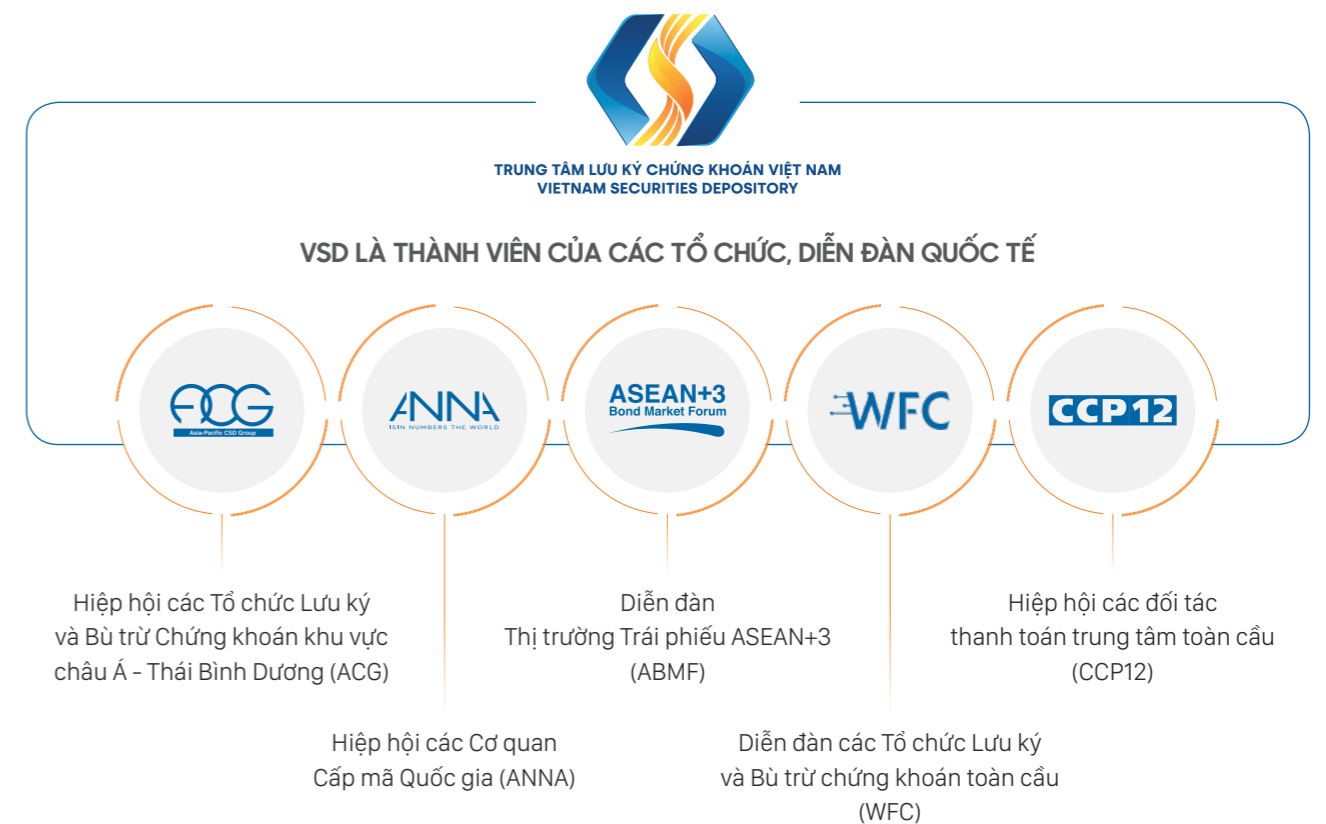 TRUNG TÂM LƯU KÝ CHỨNG KHOÁN VIỆT NAM
VIETNAM SECURITIES DEPOSITORY
VSD LÀ THÀNH VIÊN CỦA CÁC TỔ CHỨC, DIỄN ĐÀN QUỐC TẾ
ACG
Asia-Pacific CSD Group
ANNA
ISIN NUMBERS THE WORLD
ASEAN+3
Bond Market Forum
WFC
CCP12
Hiệp hội các Tổ chức Lưu ký
và Bù trừ Chứng khoán khu vực
châu Á - Thái Bình Dương (ACG)
Hiệp hội các Cơ quan
Cấp mã Quốc gia (ANNA)
Diễn đàn
Thị trường Trái phiếu ASEAN+3
(ABMF)
Diễn đàn các Tổ chức Lưu ký
và Bù trừ chứng khoán toàn cầu
(WFC)
Hiệp hội các đối tác
thanh toán trung tâm toàn cầu
(CCP12)